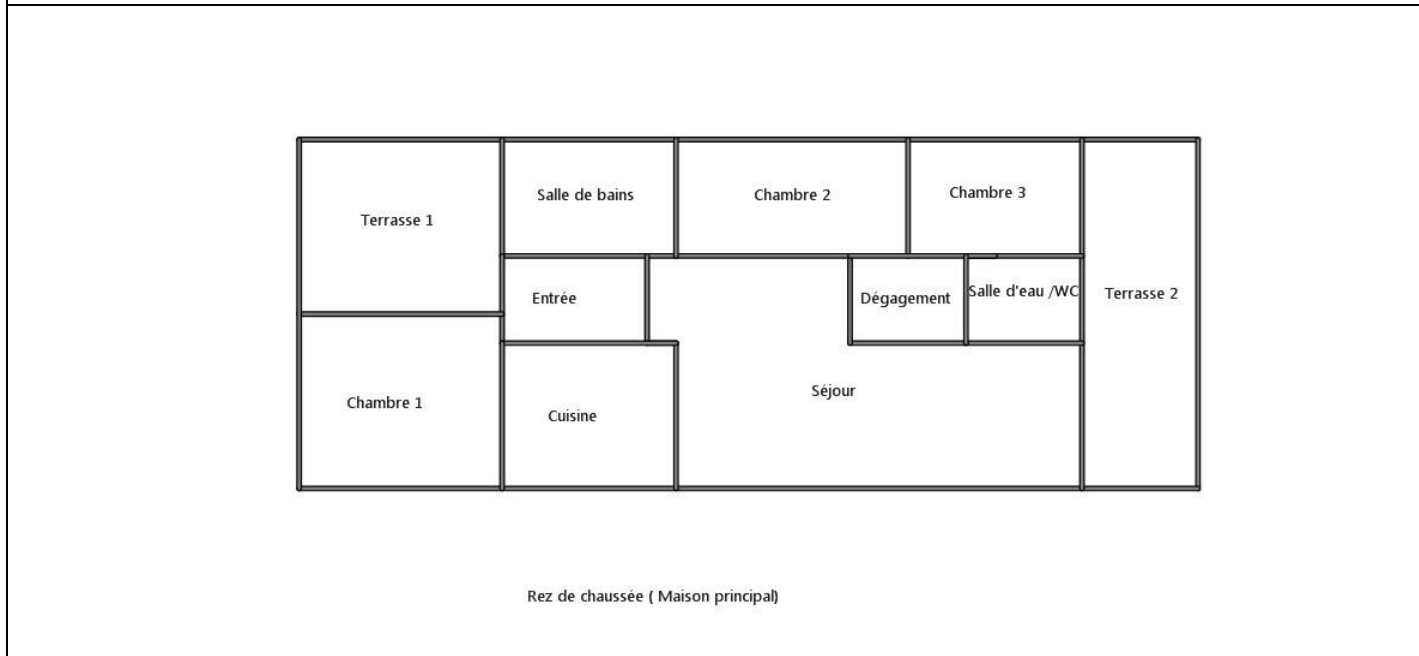 Salle de bains
Chambre 2
Chambre 3
Terrasse 1
Entrée
Dégagement
Salle d'eau /WC
Terrasse 2
Chambre 1
Cuisine
Séjour
Rez de chaussée ( Maison principal)